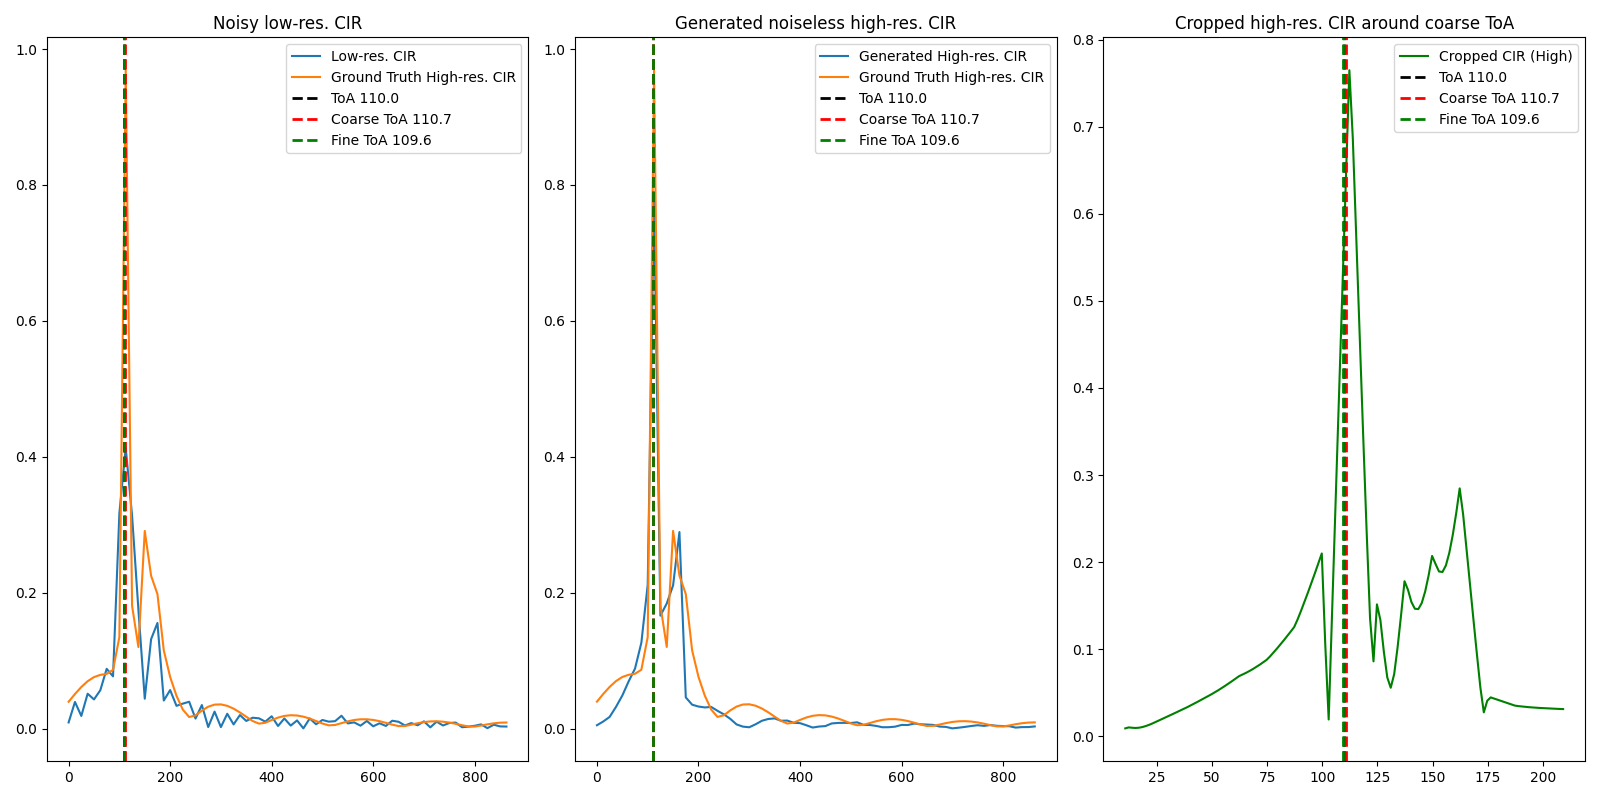 Noisy low-res. CIR
1.0
0.8
0.6
0.4
0.2
0.0
0
200
400
600
800
Low-res. CIR
Ground Truth High-res. CIR
ToA 110.0
Coarse ToA 110.7
Fine ToA 109.6
Generated noiseless high-res. CIR
1.0
0.8
0.6
0.4
0.2
0.0
0
200
400
600
800
Generated High-res. CIR
Ground Truth High-res. CIR
ToA 110.0
Coarse ToA 110.7
Fine ToA 109.6
Cropped high-res. CIR around coarse ToA
0.8
0.7
0.6
0.5
0.4
0.3
0.2
0.1
0.0
25
50
75
100
125
150
175
200
Cropped CIR (High)
ToA 110.0
Coarse ToA 110.7
Fine ToA 109.6